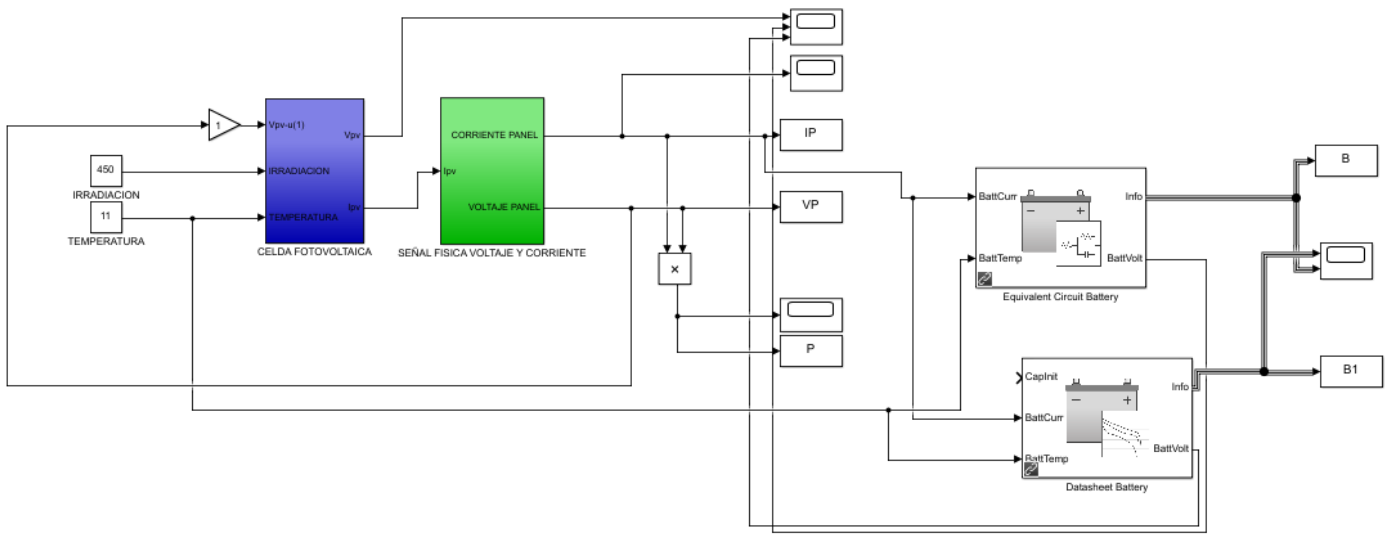 1
Vpv-u(1)
Vpv
450
IRRADIACION
IRRADIACION
11
TEMPERATURA
TEMPERATURA
Ipv
CELDA FOTOVOLTAICA
CORRIENTE PANEL
Ipv
VOLTAJE PANEL
SEÑAL FISICA VOLTAJE Y CORRIENTE
×
IP
VP
P
BattCurr
Info
BattTemp
BattVolt
Equivalent Circuit Battery
CapInit
Info
BattCurr
BattVolt
BattTemp
Datasheet Battery
B
B1